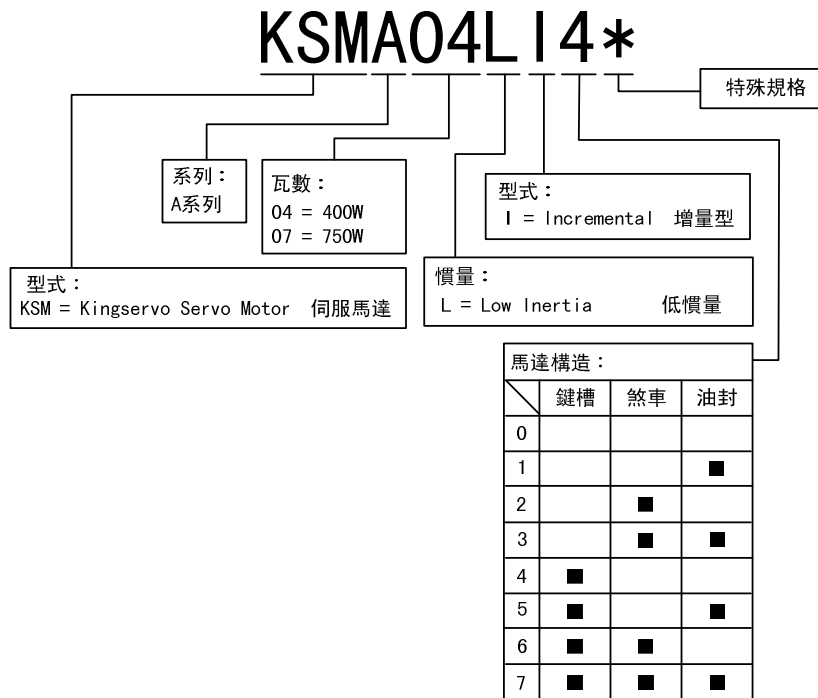 KSMA04LI4*
特殊規格
系列：
A系列
瓦數：
04 = 400W
07 = 750W
型式：
I = Incremental 增量型
型式：
KSM = Kingservo Servo Motor 伺服馬達
慣量：
L = Low Inertia 低慣量
馬達構造：
鍵槽 煞車 油封
0
1 ■
2 ■
3 ■ ■
4 ■
5 ■ ■
6 ■ ■
7 ■ ■ ■